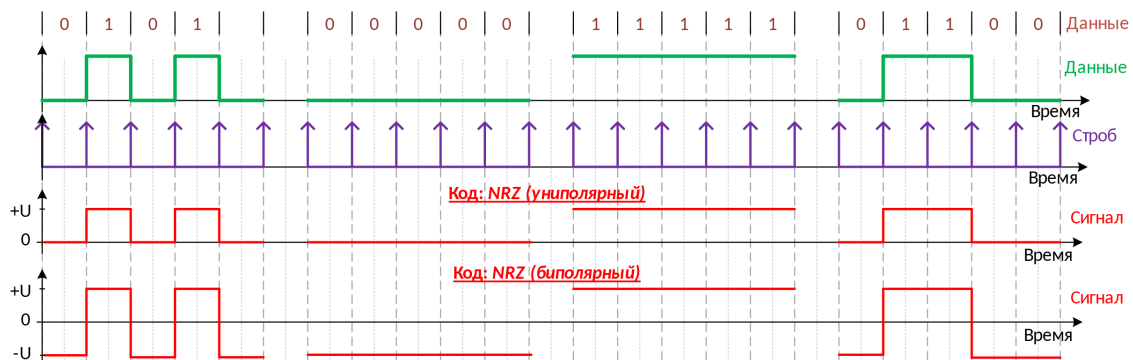 0 1 0 1 0 0 0 0 0 1 1 1 1 1 0 1 1 0 0 Данные
Данные
Время
Строб
Время
Код: NRZ (униполярный)
+U
Сигнал
0
Время
Код: NRZ (биполярный)
+U
Сигнал
0
Время
-U